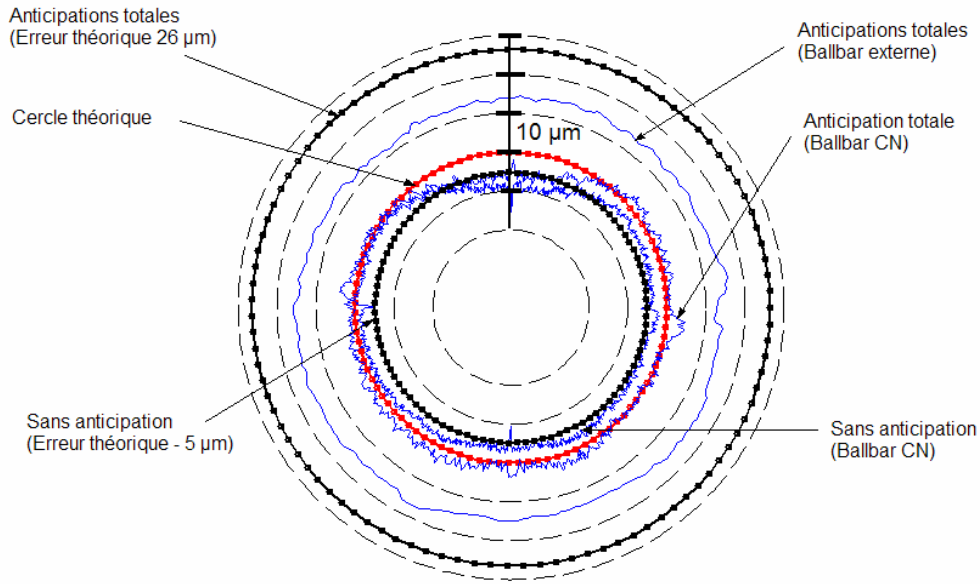 Anticipations totales
(Erreur théorique 26 µm)
Anticipations totales
(Ballbar externe)
Cercle théorique
10 µm
Anticipation totale
(Ballbar CN)
Sans anticipation
(Erreur théorique - 5 µm)
Sans anticipation
(Ballbar CN)